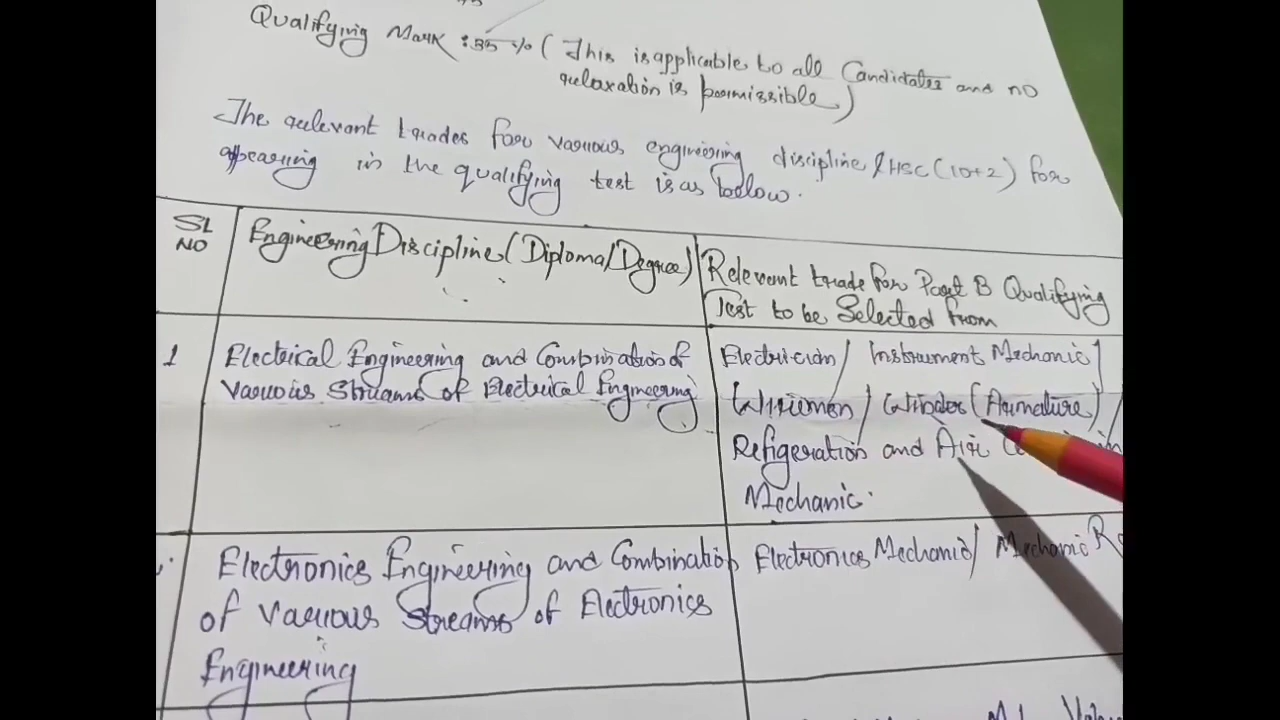 Qualifying Mark : 35 % ( This is applicable to all Candidates and no
relaxation is permissible )
The relevant trades for various engineering discipline / HSC (10+2) for
appearing in the qualifying test is as below.
SL NO
Engineering Discipline ( Diploma/Degree)
Relevant trade for Part B Qualifying
Test to be Selected from
1
Electrical Engineering and Combination of
Various Streams of Electrical Engineering
Electrician / Instrument Mechanic /
Wireman / Winder (Armature) /
Refigeration and Air
Mechanic.
Electronics Engineering and Combination
of Various Streams of Electronics
Engineering
Electronics Mechanic / Mechanic